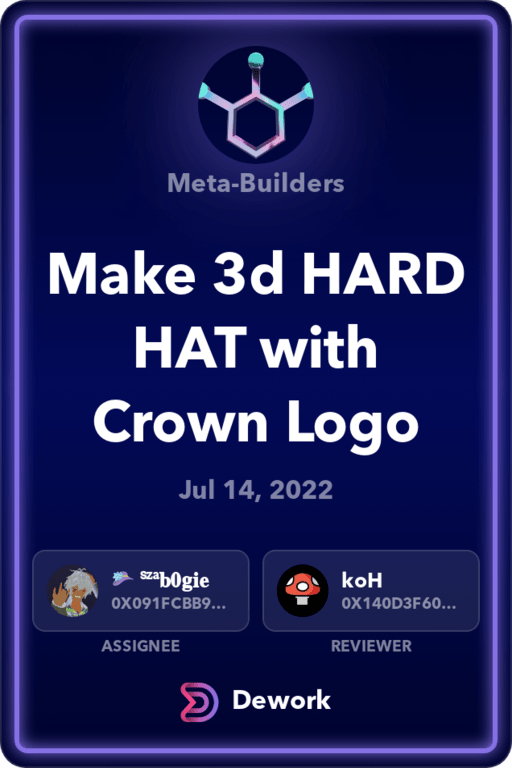 Meta-Builders
Make 3d HARD
HAT with
Crown Logo
Jul 14, 2022
ˢᶻᵃb0gie
0X091FCBB9...
koH
0X140D3F60...
ASSIGNEE
REVIEWER
Dework